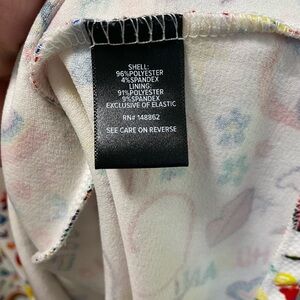 SHELL:
96%POLYESTER
4%SPANDEX
LINING:
91%POLYESTER
9%SPANDEX
EXCLUSIVE OF ELASTIC
RN# 148862
SEE CARE ON REVERSE